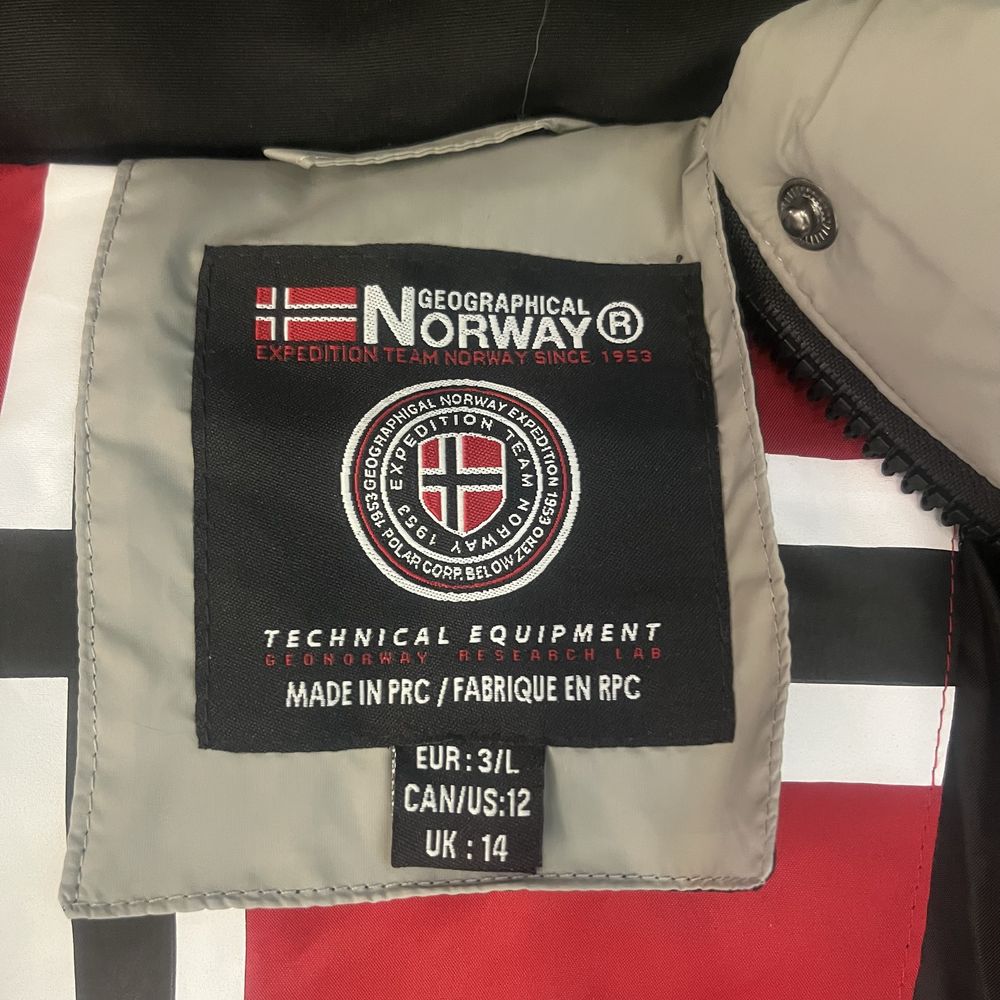 GEOGRAPHICAL
NORWAY®
EXPEDITION TEAM NORWAY SINCE 1953
GEOGRAPHICAL NORWAY EXPEDITION 1953
1953 POLAR CORP. BELOW ZERO
EXPEDITION TEAM NORWAY 1953
TECHNICAL EQUIPMENT
GEONORWAY RESEARCH LAB
MADE IN PRC / FABRIQUE EN RPC
EUR : 3/L
CAN/US:12
UK : 14